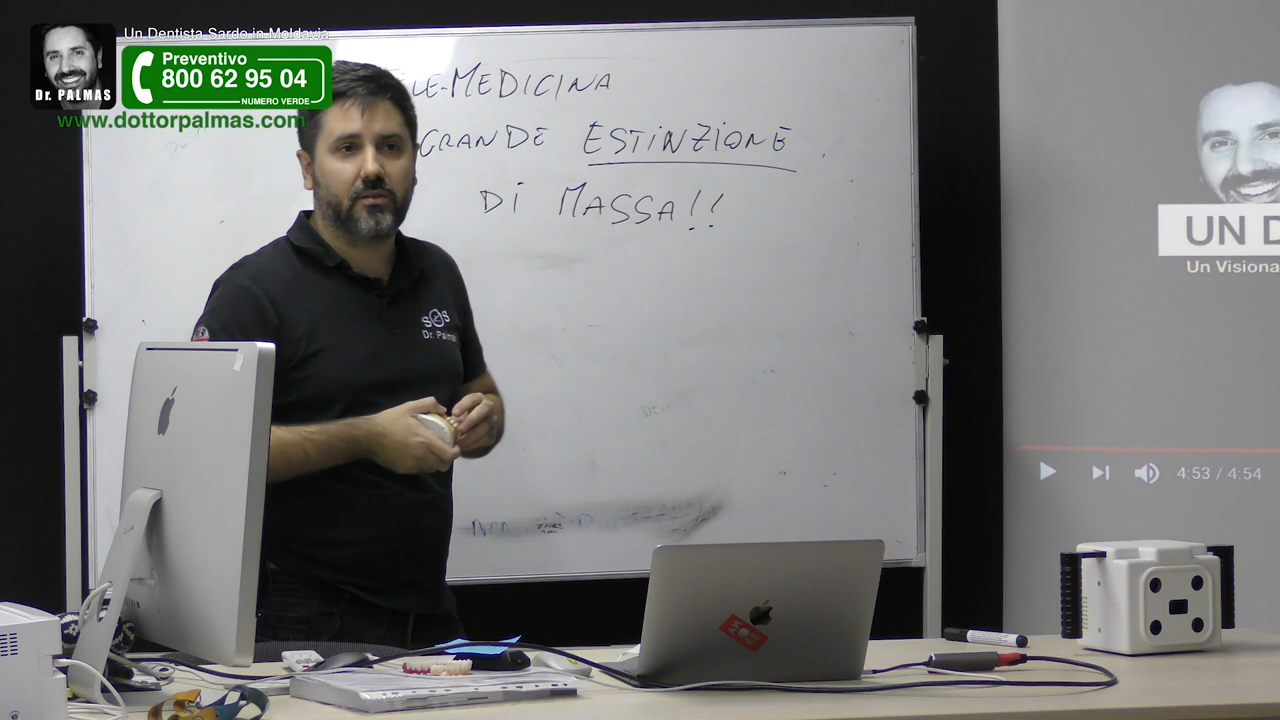 Un Dentista Sardo in Moldavia
Preventivo
800 62 95 04
NUMERO VERDE
Dr. PALMAS
www.dottorpalmas.com
ELE-MEDICINA
GRANDE ESTINZIONE
DI MASSA!!
SOS
Dr. Palmas
UN D
Un Visiona
4:53 / 4:54